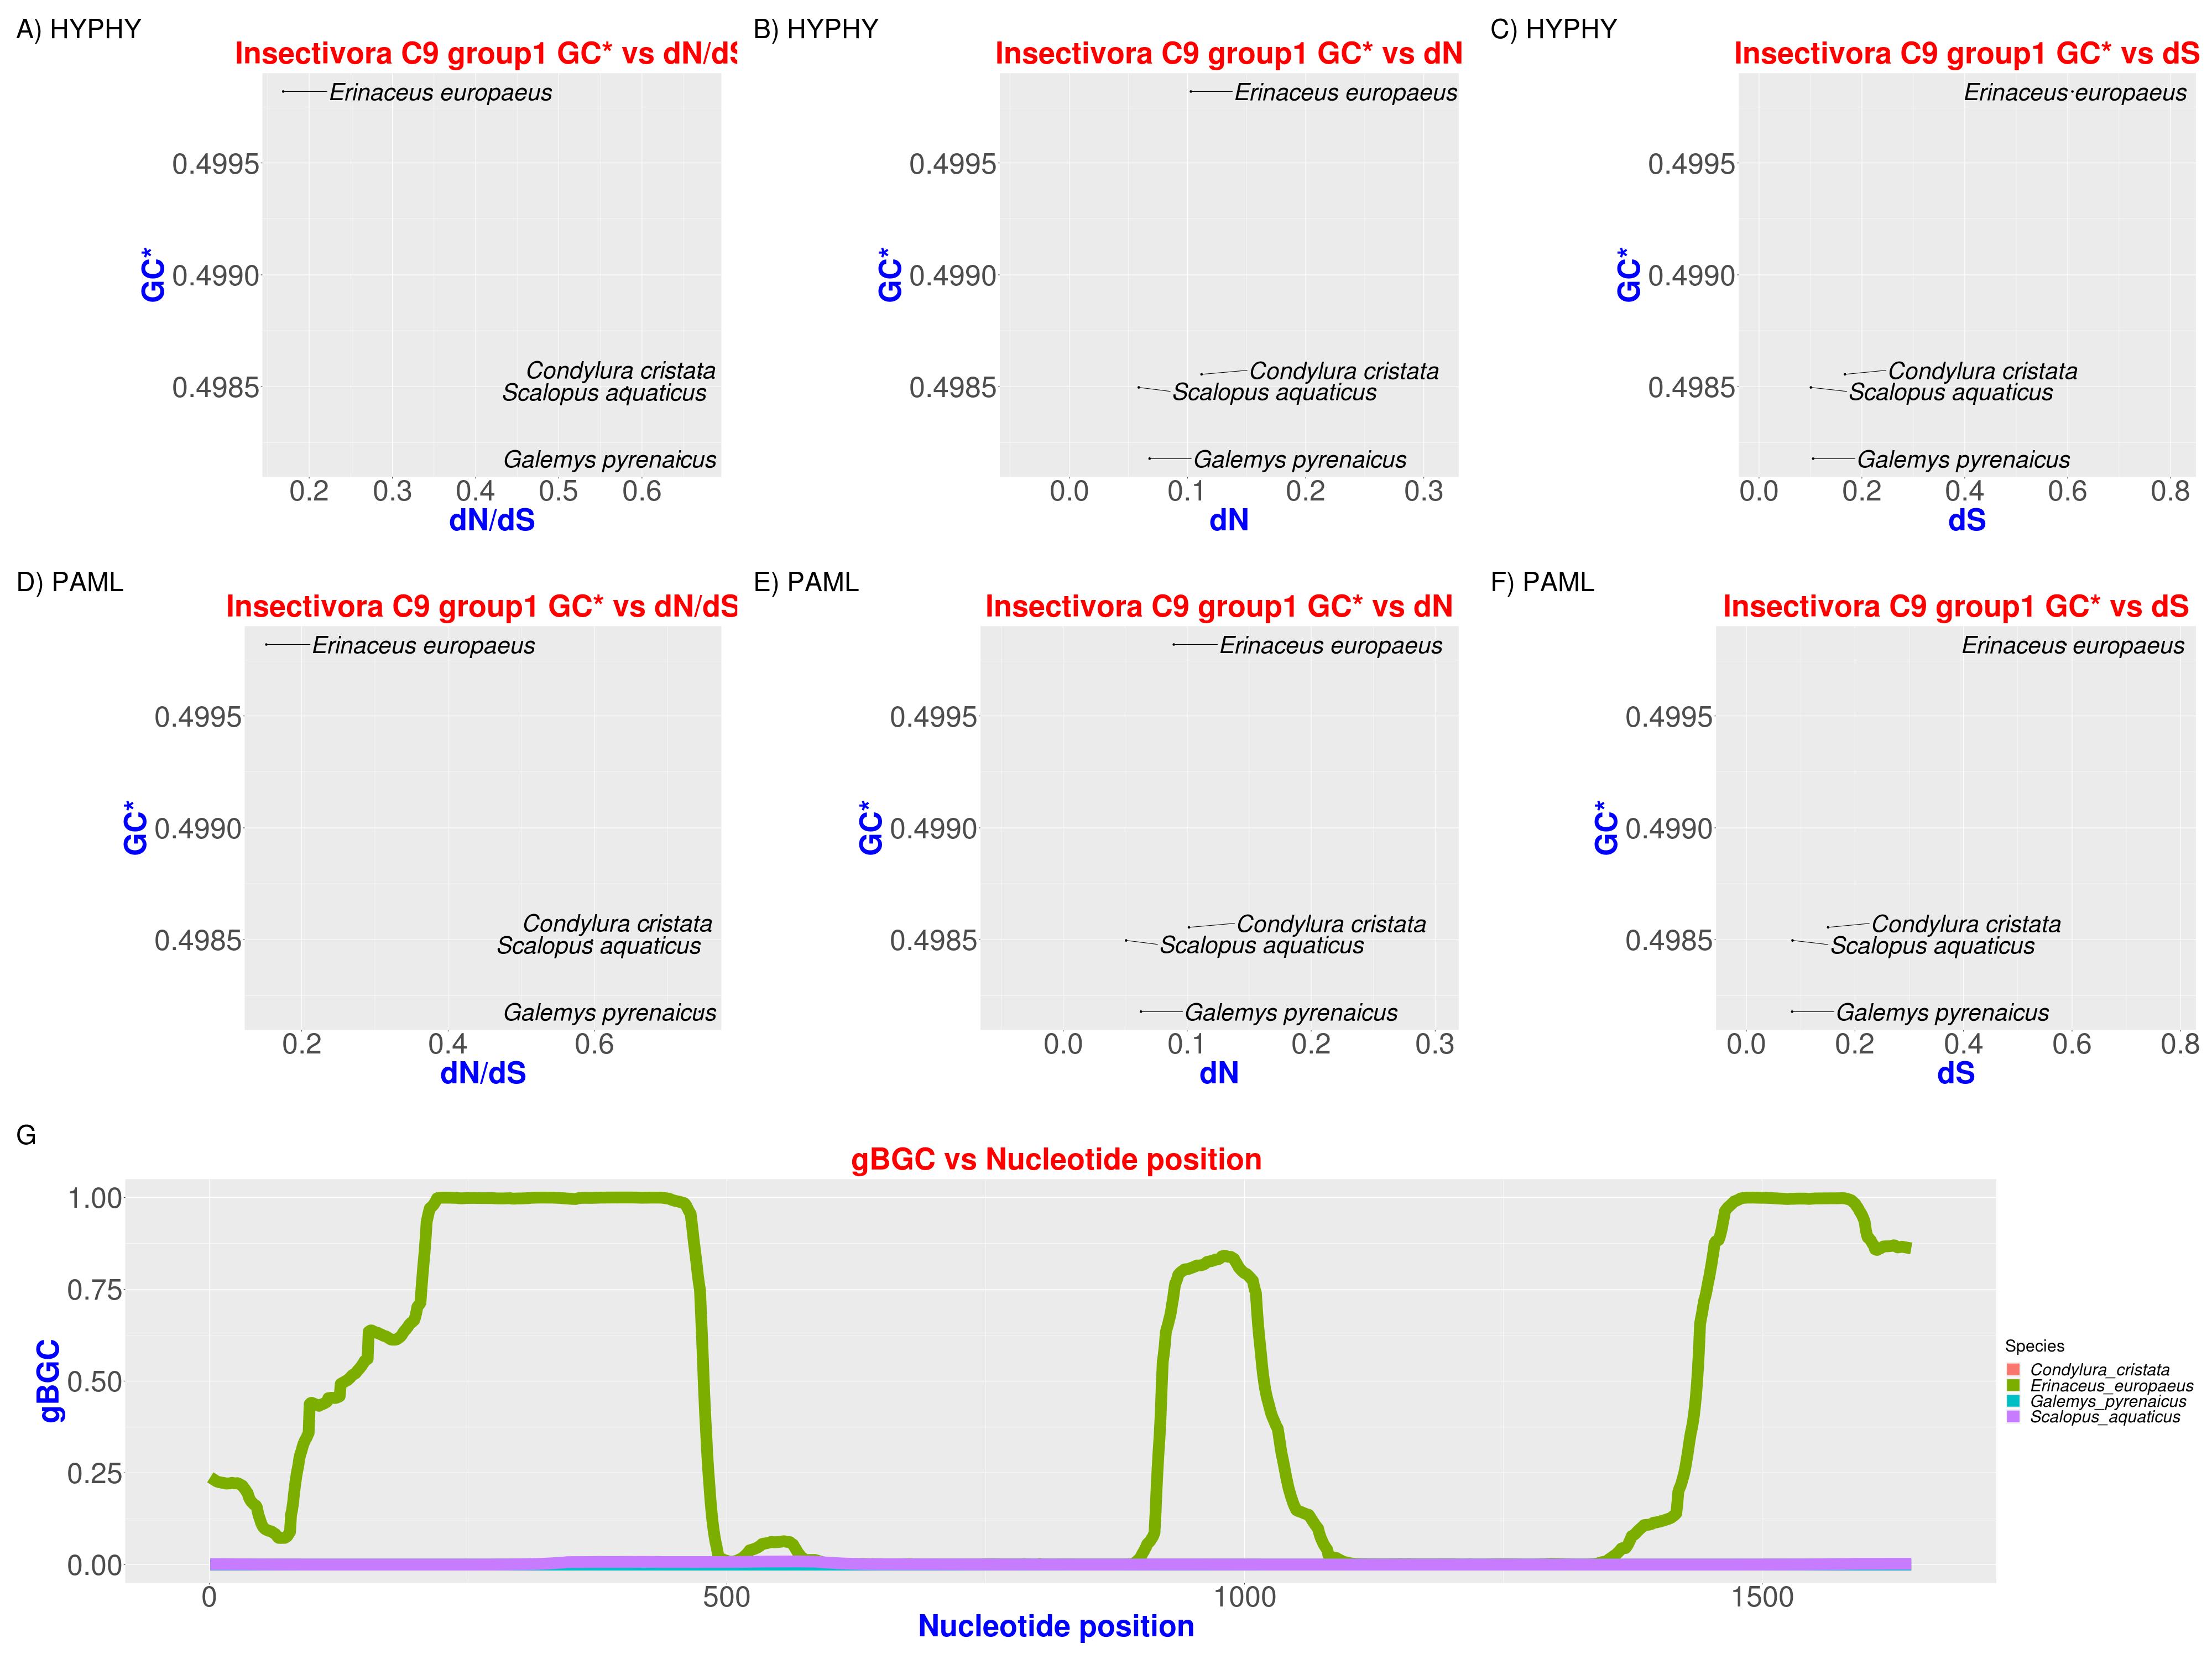 A) HYPHY
Insectivora C9 group1 GC* vs dN/dS
Erinaceus europaeus
0.4995
0.4990
0.4985
GC*
Condylura cristata
Scalopus aquaticus
Galemys pyrenaicus
0.2 0.3 0.4 0.5 0.6
dN/dS
B) HYPHY
Insectivora C9 group1 GC* vs dN
Erinaceus europaeus
0.4995
0.4990
0.4985
GC*
Condylura cristata
Scalopus aquaticus
Galemys pyrenaicus
0.0 0.1 0.2 0.3
dN
C) HYPHY
Insectivora C9 group1 GC* vs dS
Erinaceus europaeus
0.4995
0.4990
0.4985
GC*
Condylura cristata
Scalopus aquaticus
Galemys pyrenaicus
0.0 0.2 0.4 0.6 0.8
dS
D) PAML
Insectivora C9 group1 GC* vs dN/dS
Erinaceus europaeus
0.4995
0.4990
0.4985
GC*
Condylura cristata
Scalopus aquaticus
Galemys pyrenaicus
0.2 0.4 0.6
dN/dS
E) PAML
Insectivora C9 group1 GC* vs dN
Erinaceus europaeus
0.4995
0.4990
0.4985
GC*
Condylura cristata
Scalopus aquaticus
Galemys pyrenaicus
0.0 0.1 0.2 0.3
dN
F) PAML
Insectivora C9 group1 GC* vs dS
Erinaceus europaeus
0.4995
0.4990
0.4985
GC*
Condylura cristata
Scalopus aquaticus
Galemys pyrenaicus
0.0 0.2 0.4 0.6 0.8
dS
G
gBGC vs Nucleotide position
1.00
0.75
0.50
0.25
0.00
gBGC
0 500 1000 1500
Nucleotide position
Species
Condylura_cristata
Erinaceus_europaeus
Galemys_pyrenaicus
Scalopus_aquaticus